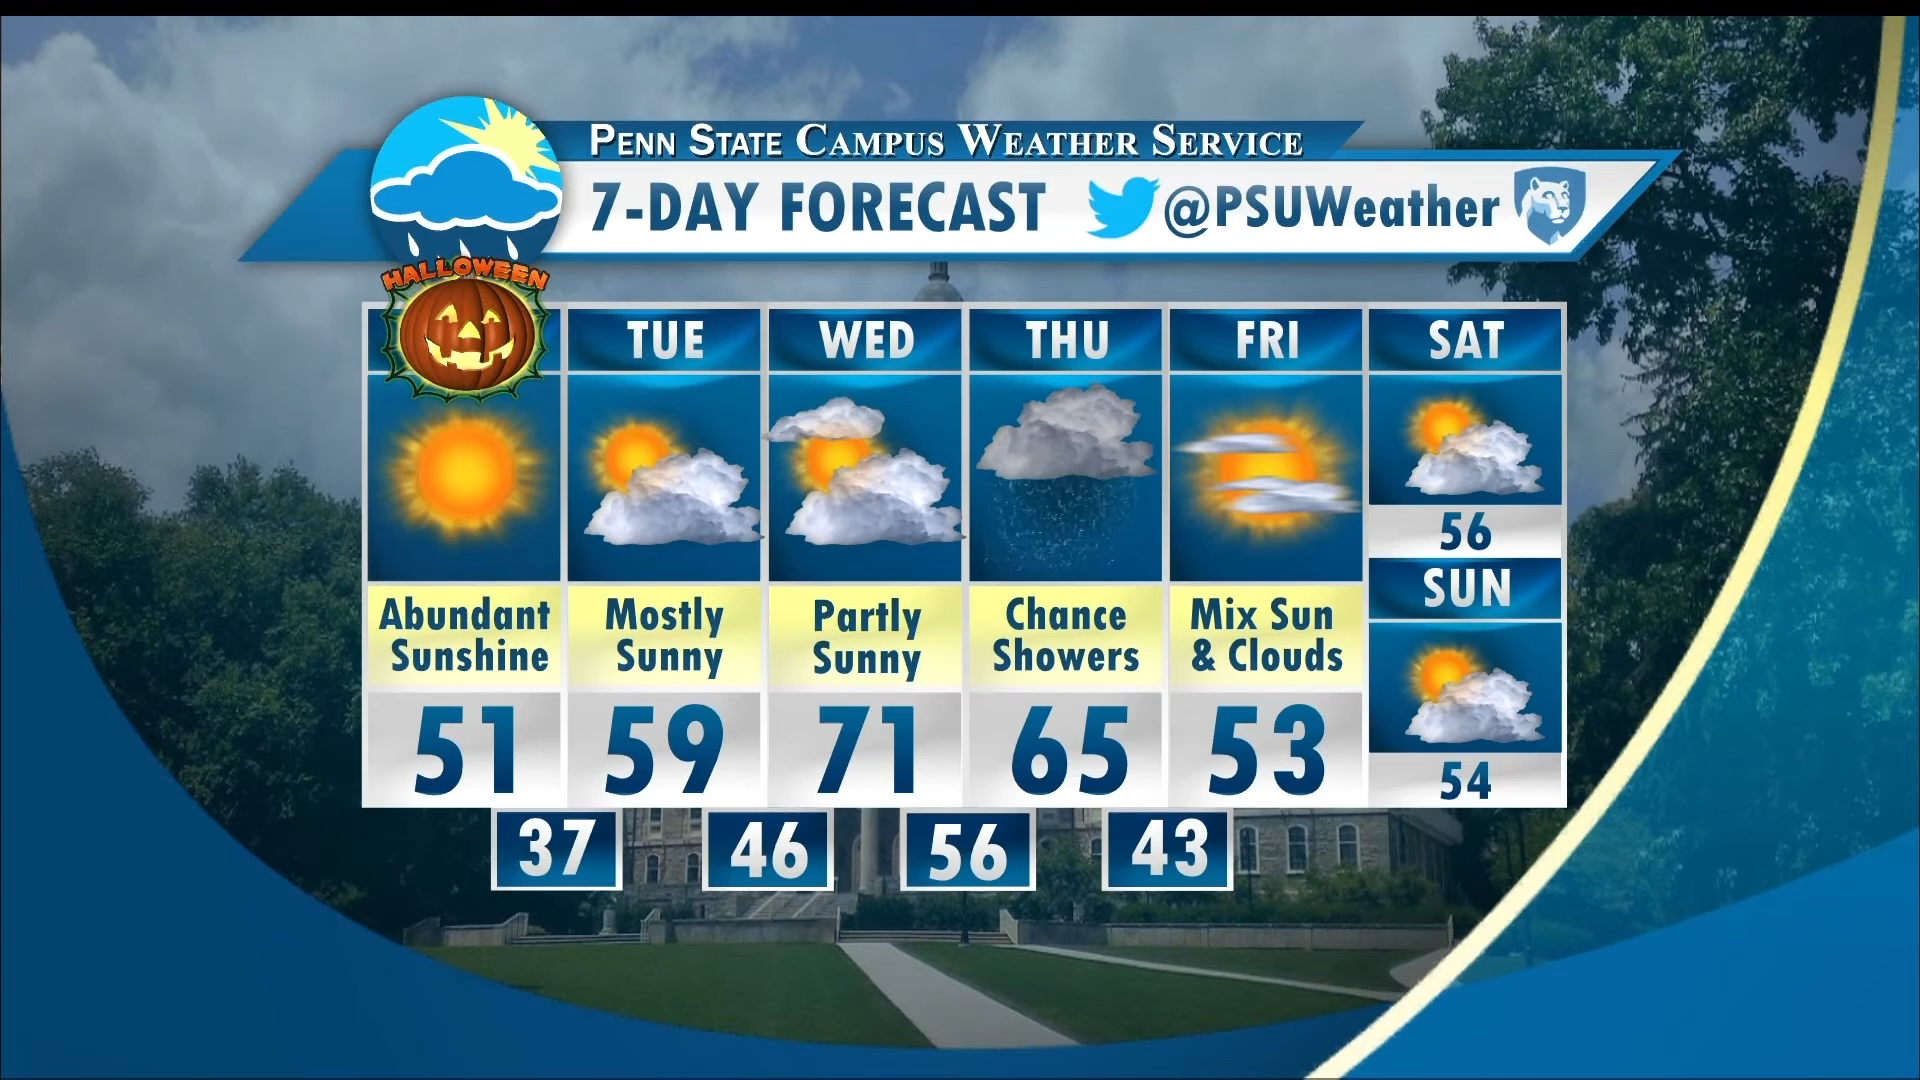 PENN STATE CAMPUS WEATHER SERVICE
7-DAY FORECAST @PSUWeather
HALLOWEEN
TUE
WED
THU
FRI
SAT
56
SUN
54
Abundant
Sunshine
Mostly
Sunny
Partly
Sunny
Chance
Showers
Mix Sun
& Clouds
51
59
71
65
53
37
46
56
43